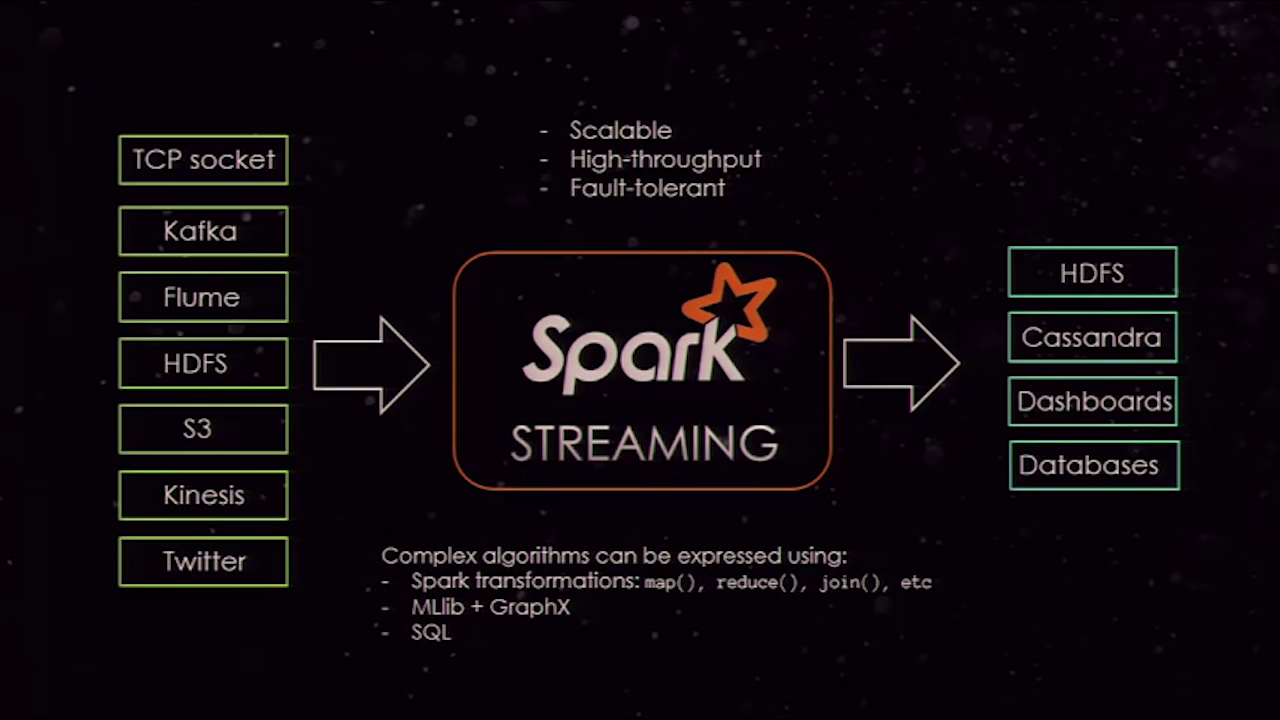 TCP socket
Kafka
Flume
HDFS
S3
Kinesis
Twitter
- Scalable
- High-throughput
- Fault-tolerant
Spark
STREAMING
HDFS
Cassandra
Dashboards
Databases
Complex algorithms can be expressed using:
- Spark transformations: map(), reduce(), join(), etc
- MLlib + GraphX
- SQL